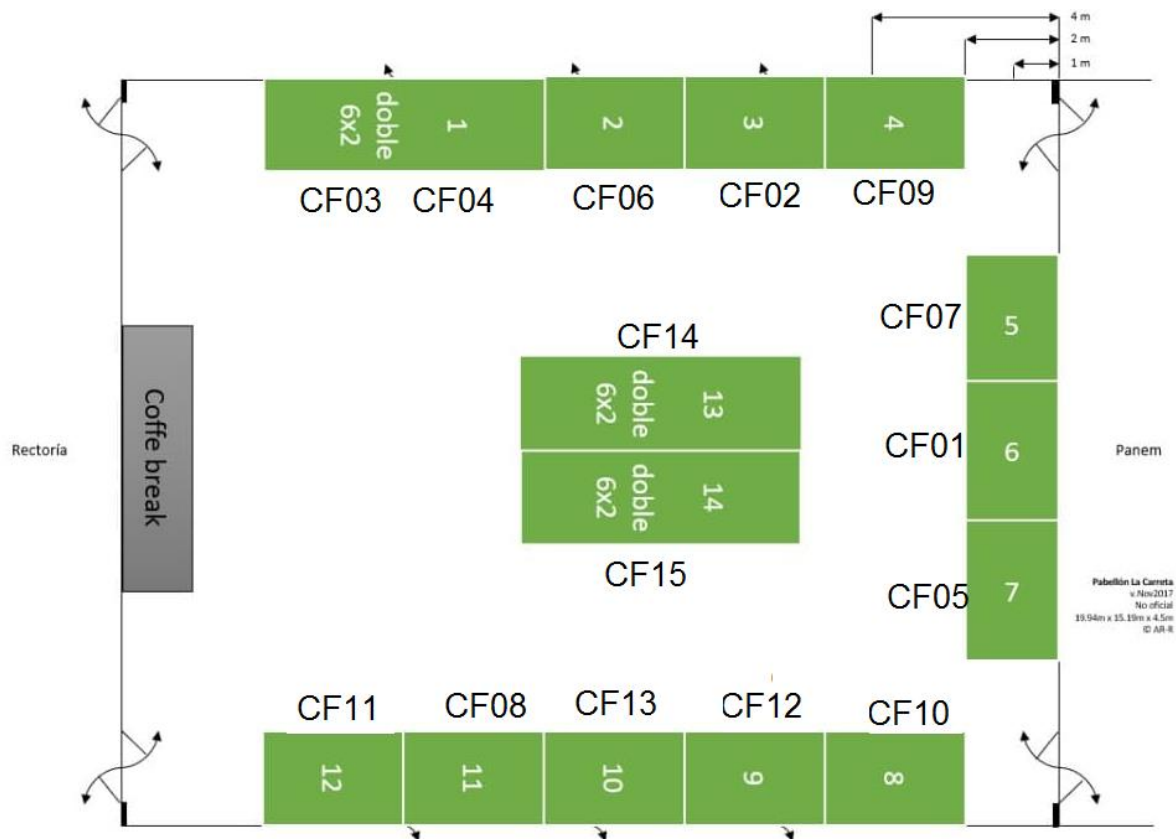 4 m
2 m
1 m
doble
6x2
1
2
3
4
CF03
CF04
CF06
CF02
CF09
CF07
5
CF14
doble
6x2
13
Rectoría
Coffe break
CF01
6
Panem
doble
6x2
14
CF15
CF05
7
Pabellón La Carreta
v.Nov2017
No oficial
19.94m x 15.19m x 4.5m
© AR-R
CF11
CF08
CF13
CF12
CF10
12
11
10
9
8